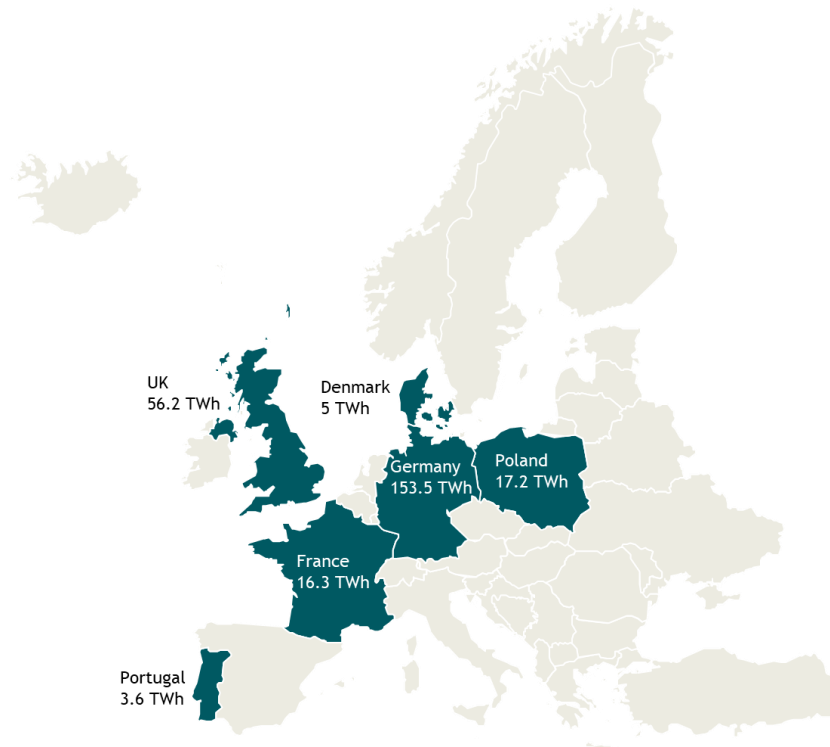 UK
56.2 TWh
Denmark
5 TWh
Germany
153.5 TWh
Poland
17.2 TWh
France
16.3 TWh
Portugal
3.6 TWh